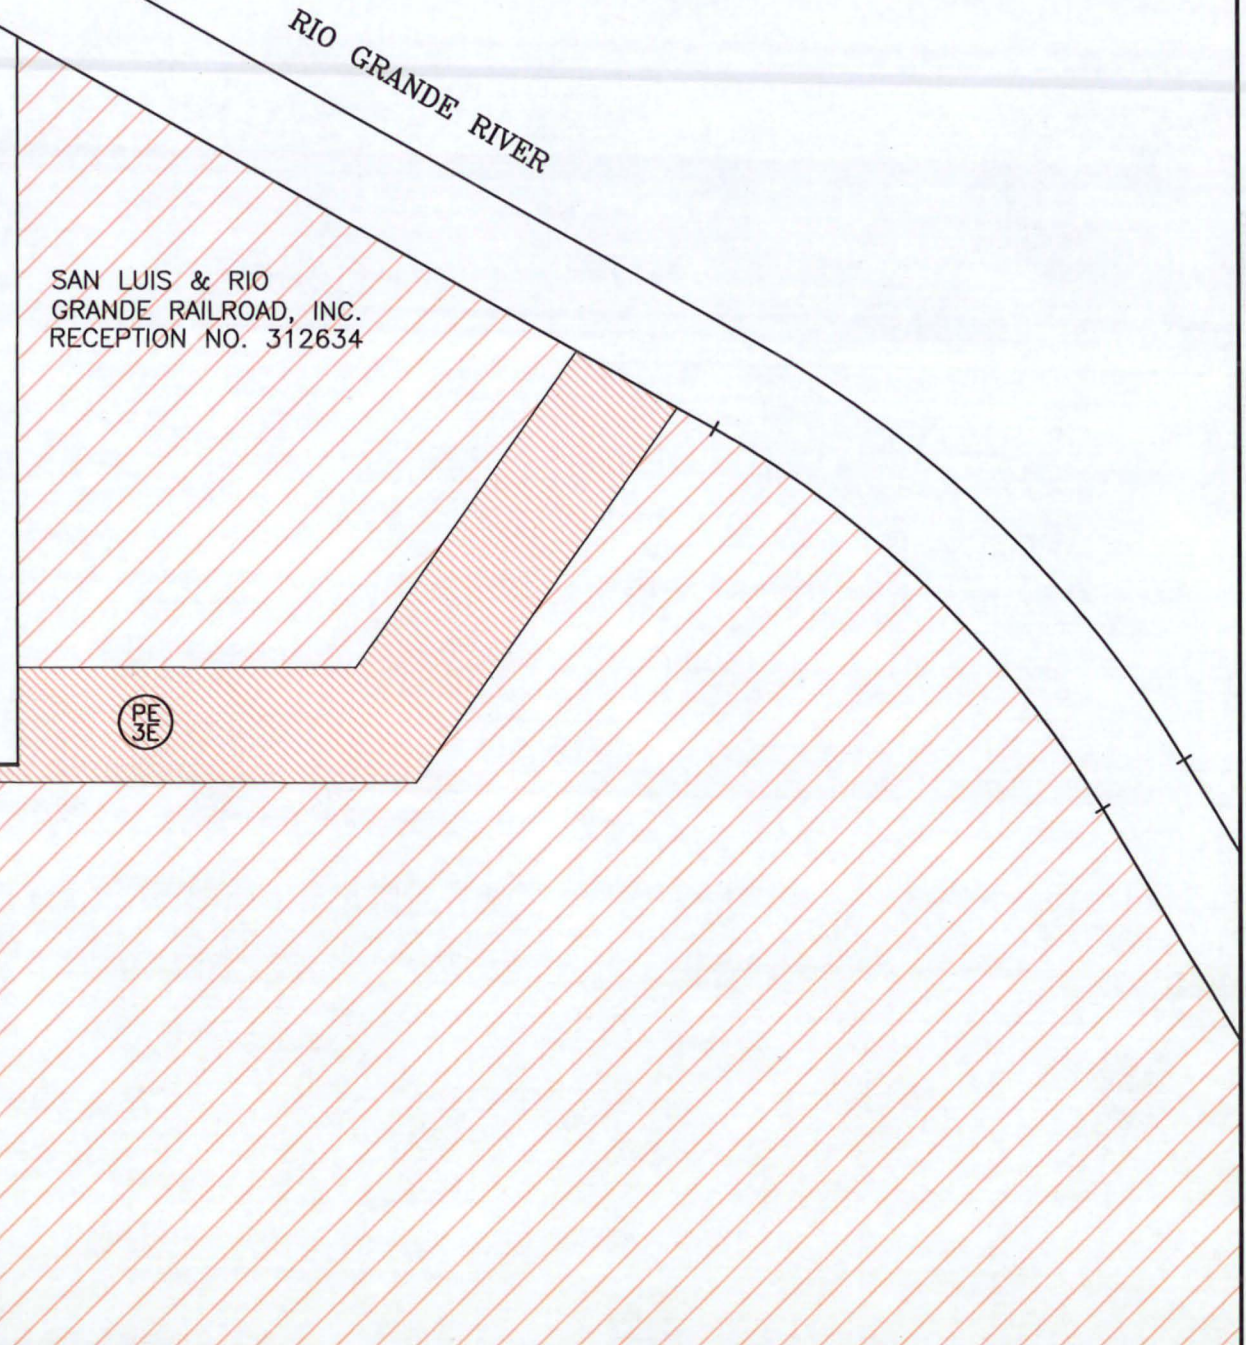 RIO GRANDE RIVER
SAN LUIS & RIO
GRANDE RAILROAD, INC.
RECEPTION NO. 312634
PE
3E